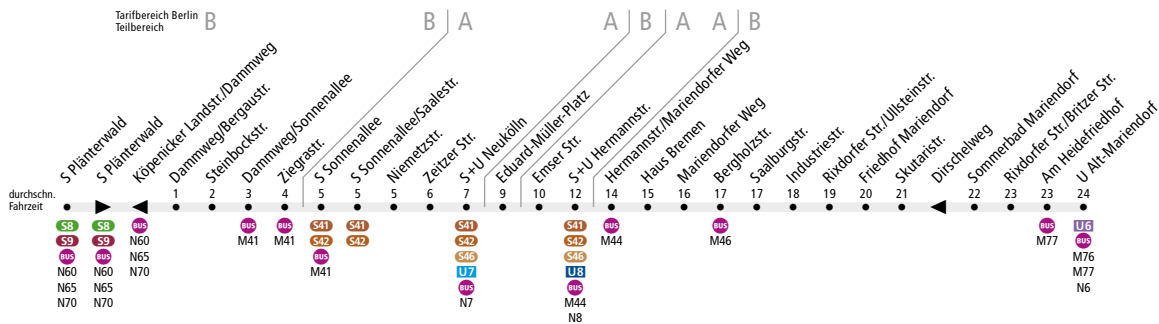 Tarifbereich Berlin
Teilbereich
B B A A B A A B
S Plänterwald
S Plänterwald
Köpenicker Landstr./Dammweg
Dammweg/Bergaustr.
Steinbockstr.
Dammweg/Sonnenallee
Ziegrastr.
S Sonnenallee
S Sonnenallee/Saalestr.
Niemetzstr.
Zeitzer Str.
S+U Neukölln
Eduard-Müller-Platz
Emser Str.
S+U Hermannstr.
Hermannstr./Mariendorfer Weg
Haus Bremen
Mariendorfer Weg
Bergholzstr.
Saalburgstr.
Industriestr.
Rixdorfer Str./Ullsteinstr.
Friedhof Mariendorf
Skutaristr.
Dirschelweg
Sommerbad Mariendorf
Rixdorfer Str./Britzer Str.
Am Heidefriedhof
U Alt-Mariendorf
durchschn.
Fahrzeit
1 2 3 4 5 5 5 6 7 9 10 12 14 15 16 17 17 18 19 20 21 22 23 23 24
S8
S9
BUS
N60
N65
N70
S8
S9
BUS
N60
N65
N70
BUS
N60
N65
N70
BUS
M41
BUS
M41
S41
S42
BUS
M41
S41
S42
S41
S42
S46
U7
BUS
N7
S41
S42
S46
U8
BUS
M44
N8
BUS
M44
BUS
M46
BUS
M77
U6
BUS
M76
M77
N6